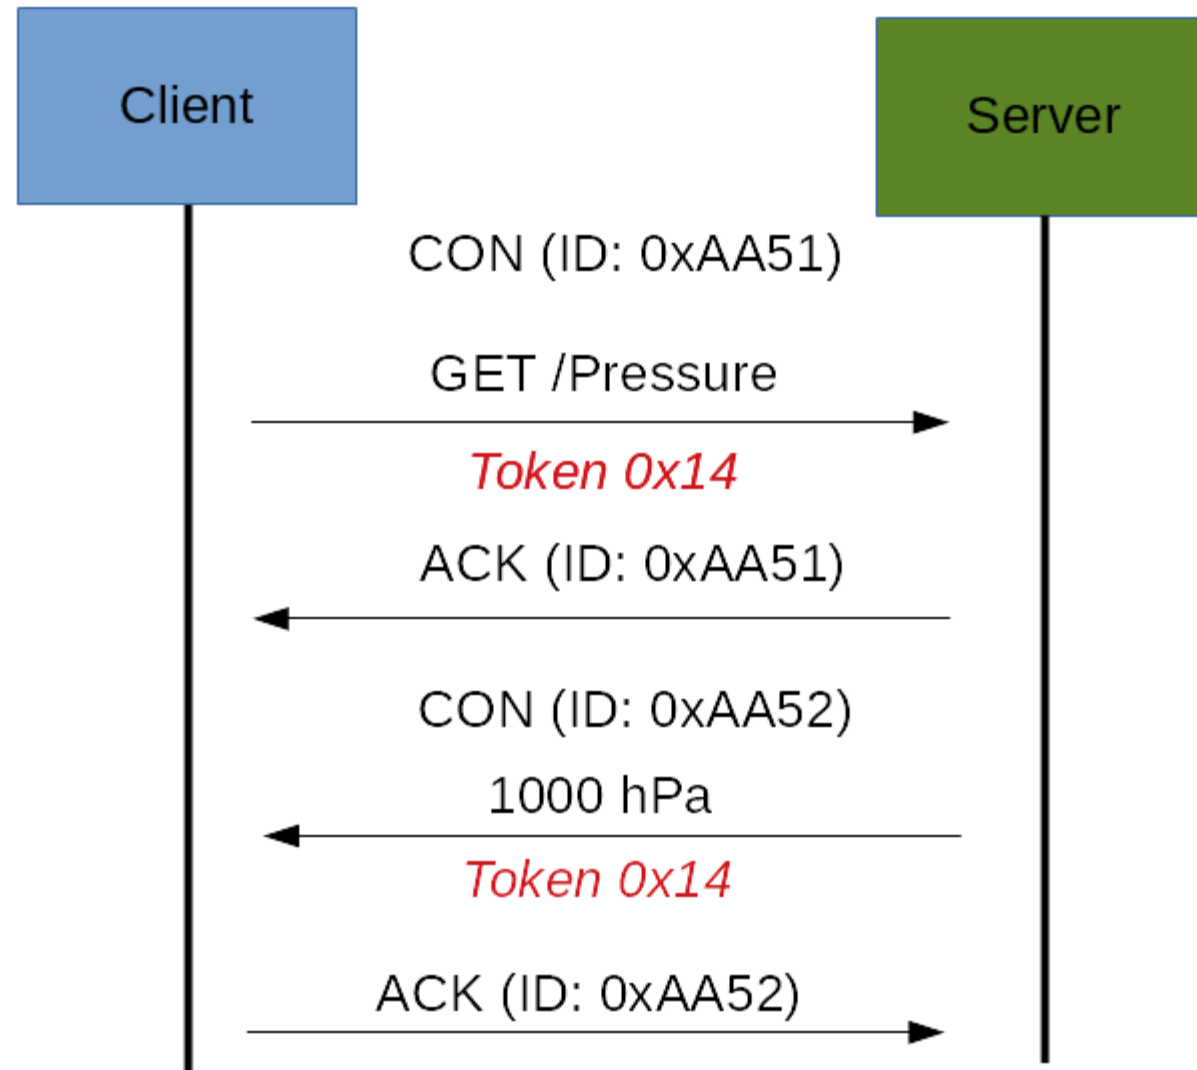 Client
Server
CON (ID: 0xAA51)
GET /Pressure
Token 0x14
ACK (ID: 0xAA51)
CON (ID: 0xAA52)
1000 hPa
Token 0x14
ACK (ID: 0xAA52)